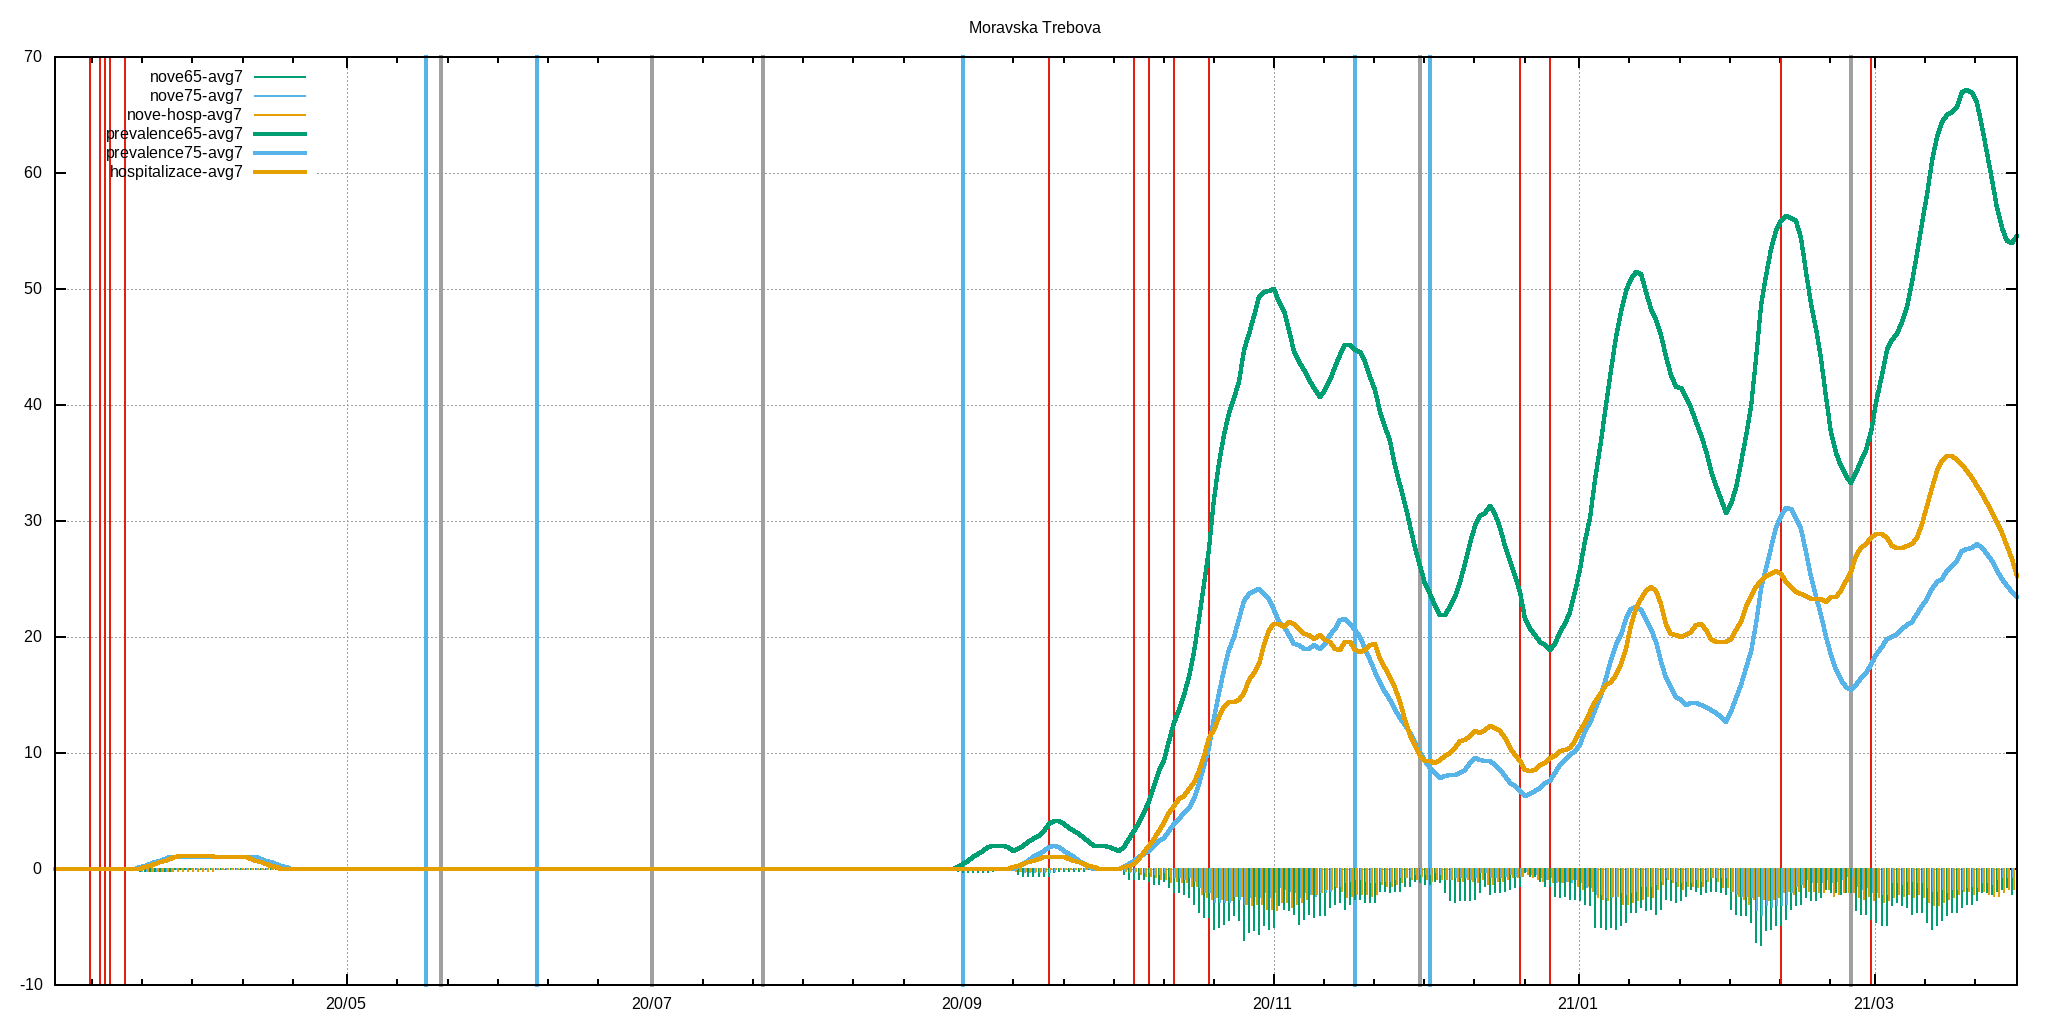 Moravska Trebova
70
60
50
40
30
20
10
0
-10
nove65-avg7
nove75-avg7
nove-hosp-avg7
prevalence65-avg7
prevalence75-avg7
hospitalizace-avg7
20/05
20/07
20/09
20/11
21/01
21/03